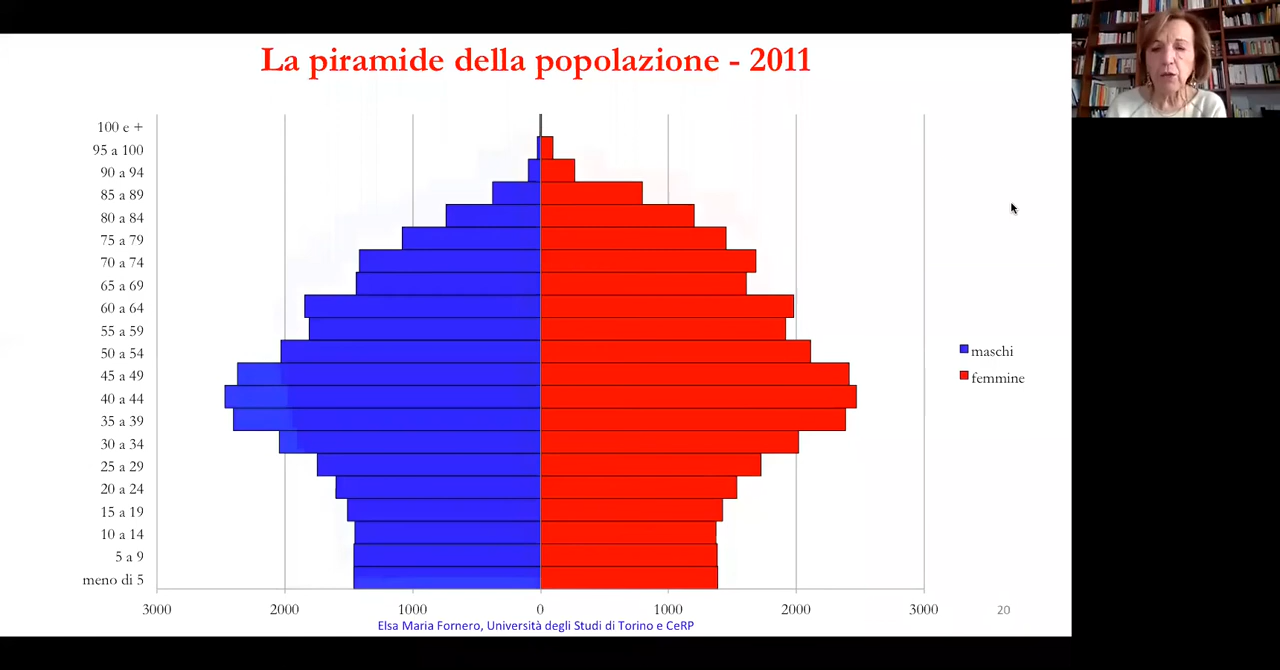 La piramide della popolazione - 2011
100 e +
95 a 100
90 a 94
85 a 89
80 a 84
75 a 79
70 a 74
65 a 69
60 a 64
55 a 59
50 a 54
45 a 49
40 a 44
35 a 39
30 a 34
25 a 29
20 a 24
15 a 19
10 a 14
5 a 9
meno di 5
maschi
femmine
3000 2000 1000 0 1000 2000 3000
20
Elsa Maria Fornero, Università degli Studi di Torino e CeRP